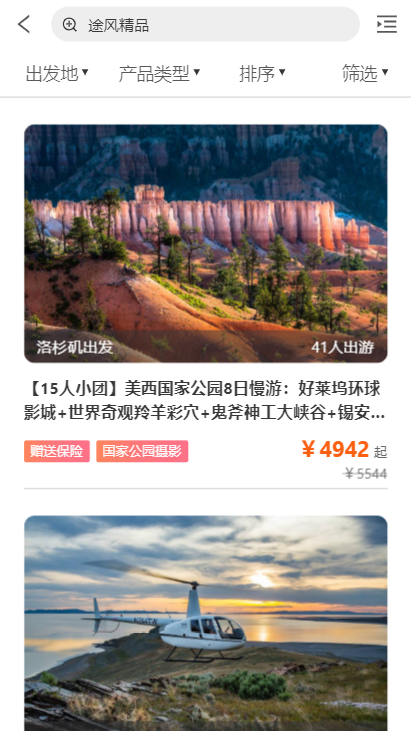 途风精品
出发地 产品类型 排序 筛选
洛杉矶出发 41人出游
【15人小团】美西国家公园8日慢游：好莱坞环球
影城+世界奇观羚羊彩穴+鬼斧神工大峡谷+锡安...
赠送保险 国家公园摄影 ￥4942 起
￥5544